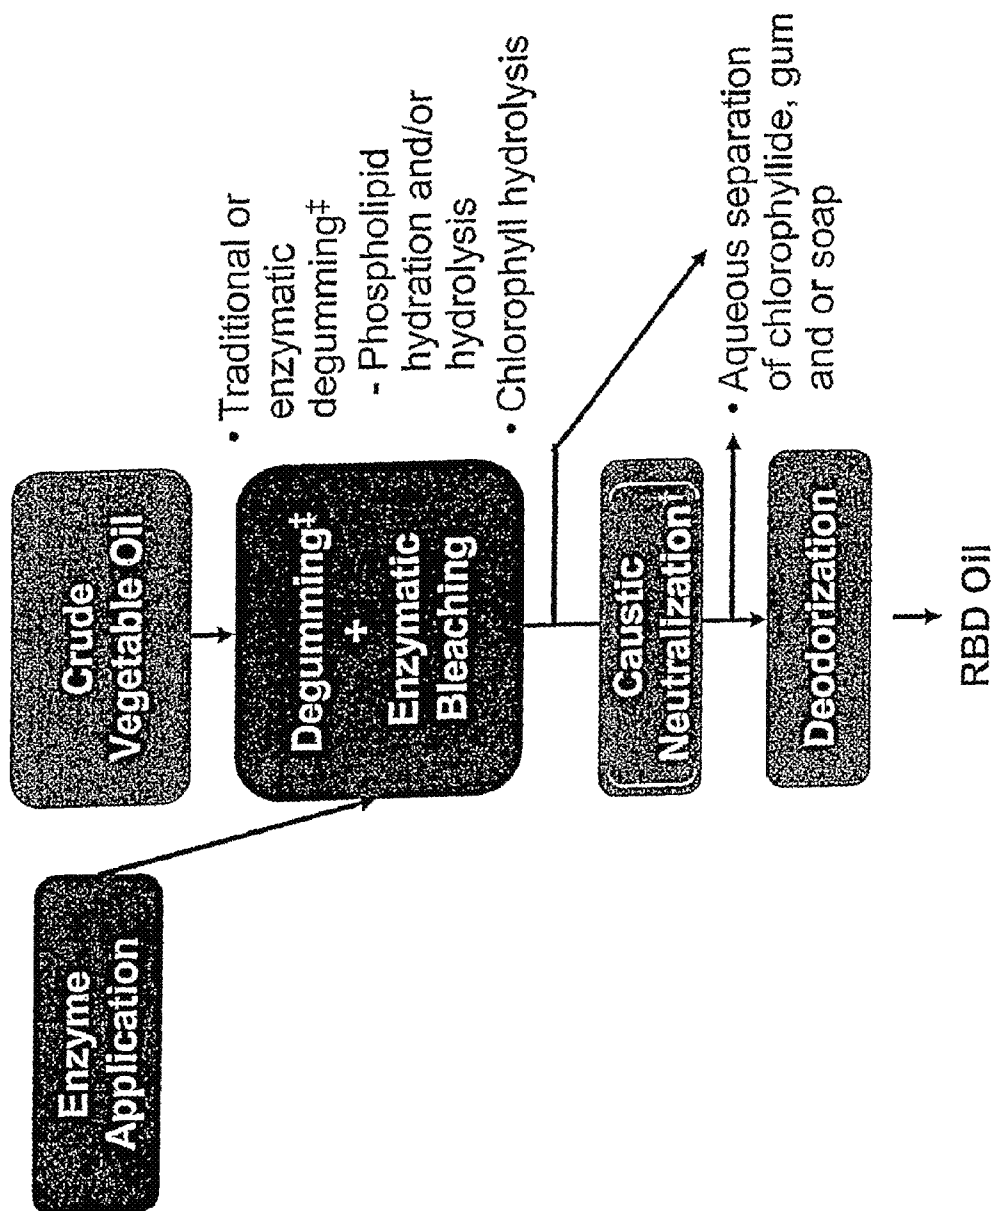 Enzyme
Application
Crude
Vegetable Oil
Degumming‡
+
Enzymatic
Bleaching
• Traditional or
enzymatic
degumming‡
- Phospholipid
hydration and/or
hydrolysis
• Chlorophyll hydrolysis
Caustic
Neutralization†
• Aqueous separation
of chlorophyllide, gum
and or soap
Deodorization
RBD Oil